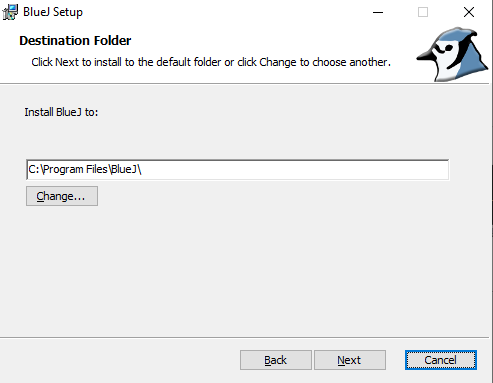 BlueJ Setup
Destination Folder
Click Next to install to the default folder or click Change to choose another.
Install BlueJ to:
C:\Program Files\BlueJ\
Change...
Back
Next
Cancel